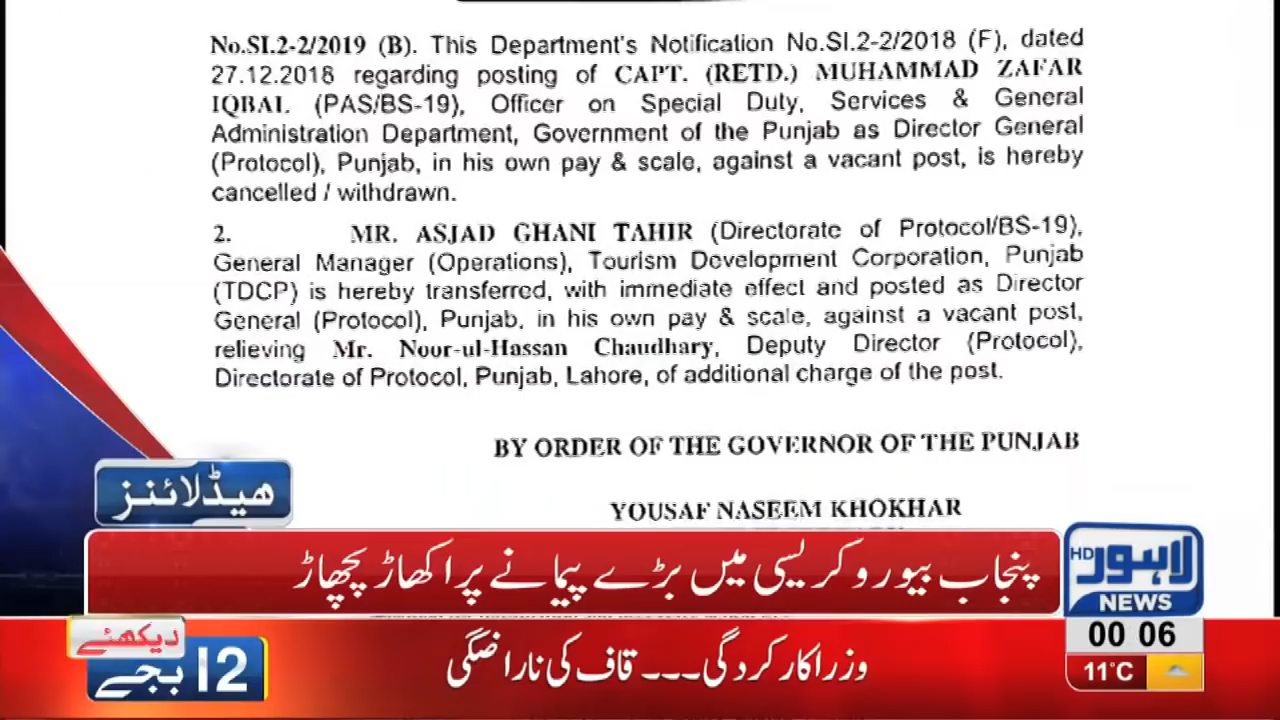 No.SI.2-2/2019 (B). This Department's Notification No.SI.2-2/2018 (F), dated
27.12.2018 regarding posting of CAPT. (RETD.) MUHAMMAD ZAFAR
IQBAL (PAS/BS-19), Officer on Special Duty, Services & General
Administration Department, Government of the Punjab as Director General
(Protocol), Punjab, in his own pay & scale, against a vacant post, is hereby
cancelled / withdrawn.
2. MR. ASJAD GHANI TAHIR (Directorate of Protocol/BS-19),
General Manager (Operations), Tourism Development Corporation, Punjab
(TDCP) is hereby transferred, with immediate effect and posted as Director
General (Protocol), Punjab, in his own pay & scale, against a vacant post,
relieving Mr. Noor-ul-Hassan Chaudhary, Deputy Director (Protocol),
Directorate of Protocol, Punjab, Lahore, of additional charge of the post.
BY ORDER OF THE GOVERNOR OF THE PUNJAB
YOUSAF NASEEM KHOKHAR
ھیڈلائنز
پنجاب بیوروکریسی میں بڑے پیمانے پر اکھاڑ پچھاڑ
لاہور HD
NEWS
دیکھئے
12 بجے
وزرا کارکردگی ۔۔۔ قاف کی ناراضگی
00 06
11°C